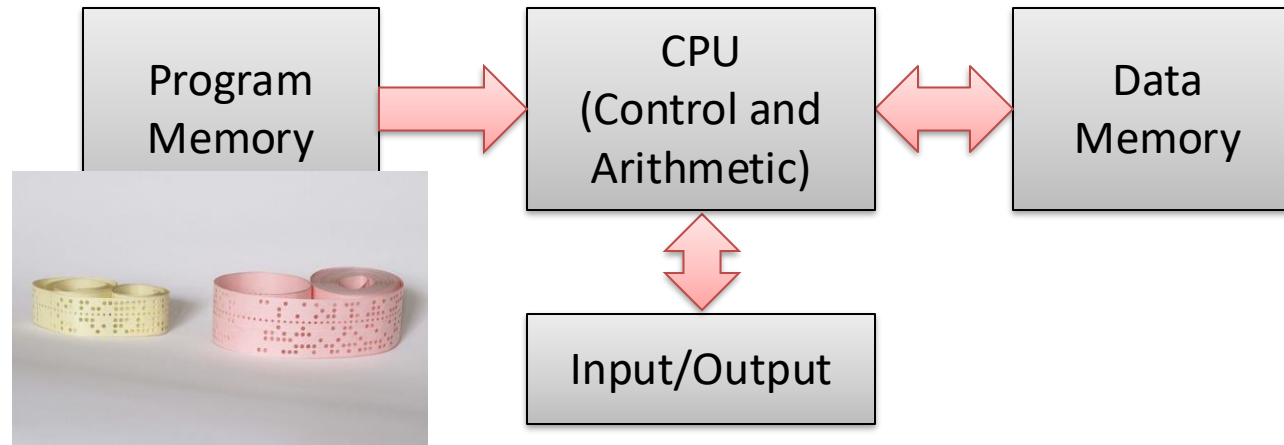 Program
Memory
CPU
(Control and
Arithmetic)
Data
Memory
Input/Output